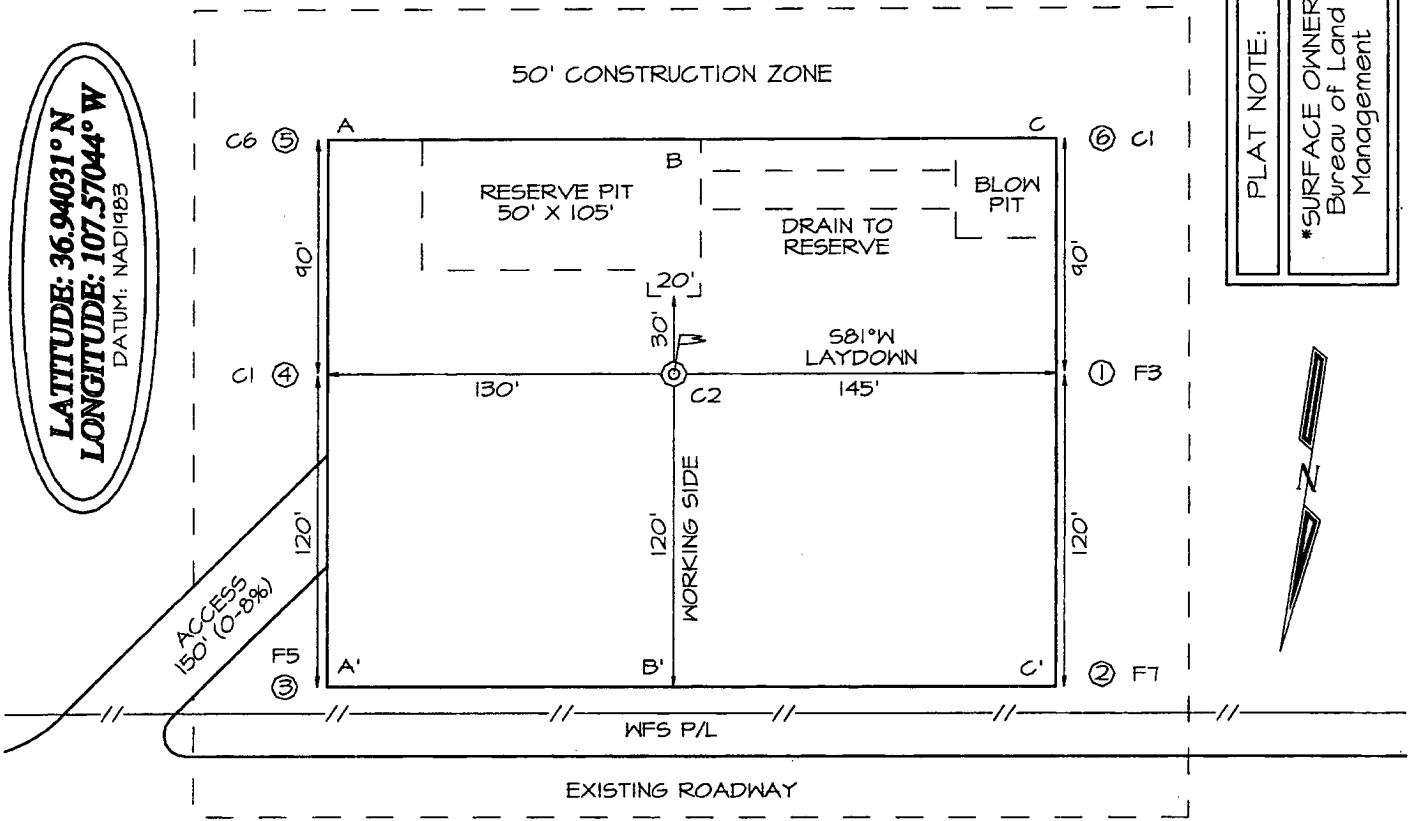 LATITUDE: 36.94031° N
LONGITUDE: 107.57044° W
DATUM: NAD1983
50' CONSTRUCTION ZONE
PLAT NOTE:
*SURFACE OWNER
Bureau of Land
Management
C6 ⑤
A
C
⑥ C1
B
RESERVE PIT
50' X 105'
BLOW
PIT
DRAIN TO
RESERVE
90'
90'
20'
30'
S81°W
LAYDOWN
C1 ④
130'
C2
145'
① F3
120'
120'
WORKING SIDE
120'
N
ACCESS
150' (0-8%)
F5
③
A'
B'
C'
② F7
WFS P/L
EXISTING ROADWAY